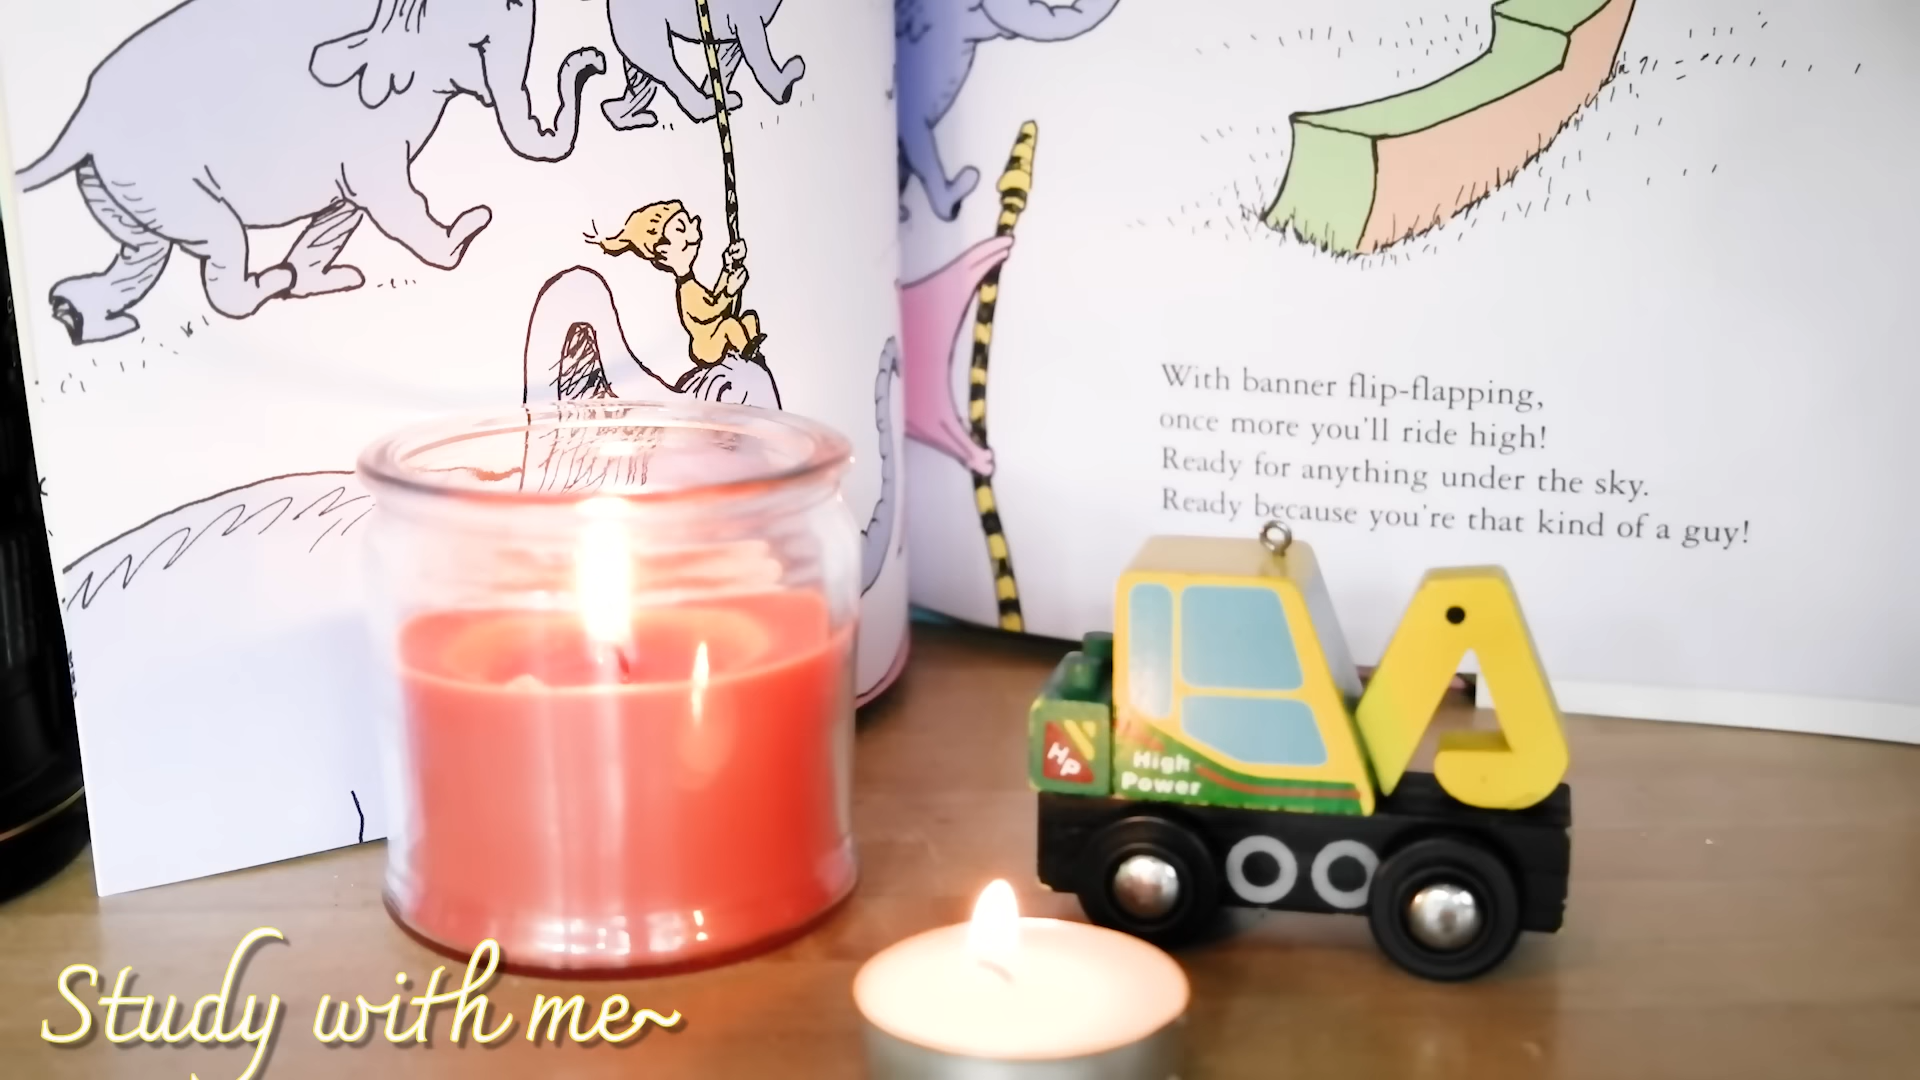 With banner flip-flapping,
once more you'll ride high!
Ready for anything under the sky.
Ready because you're that kind of a guy!
HP
High
Power
Study with me~